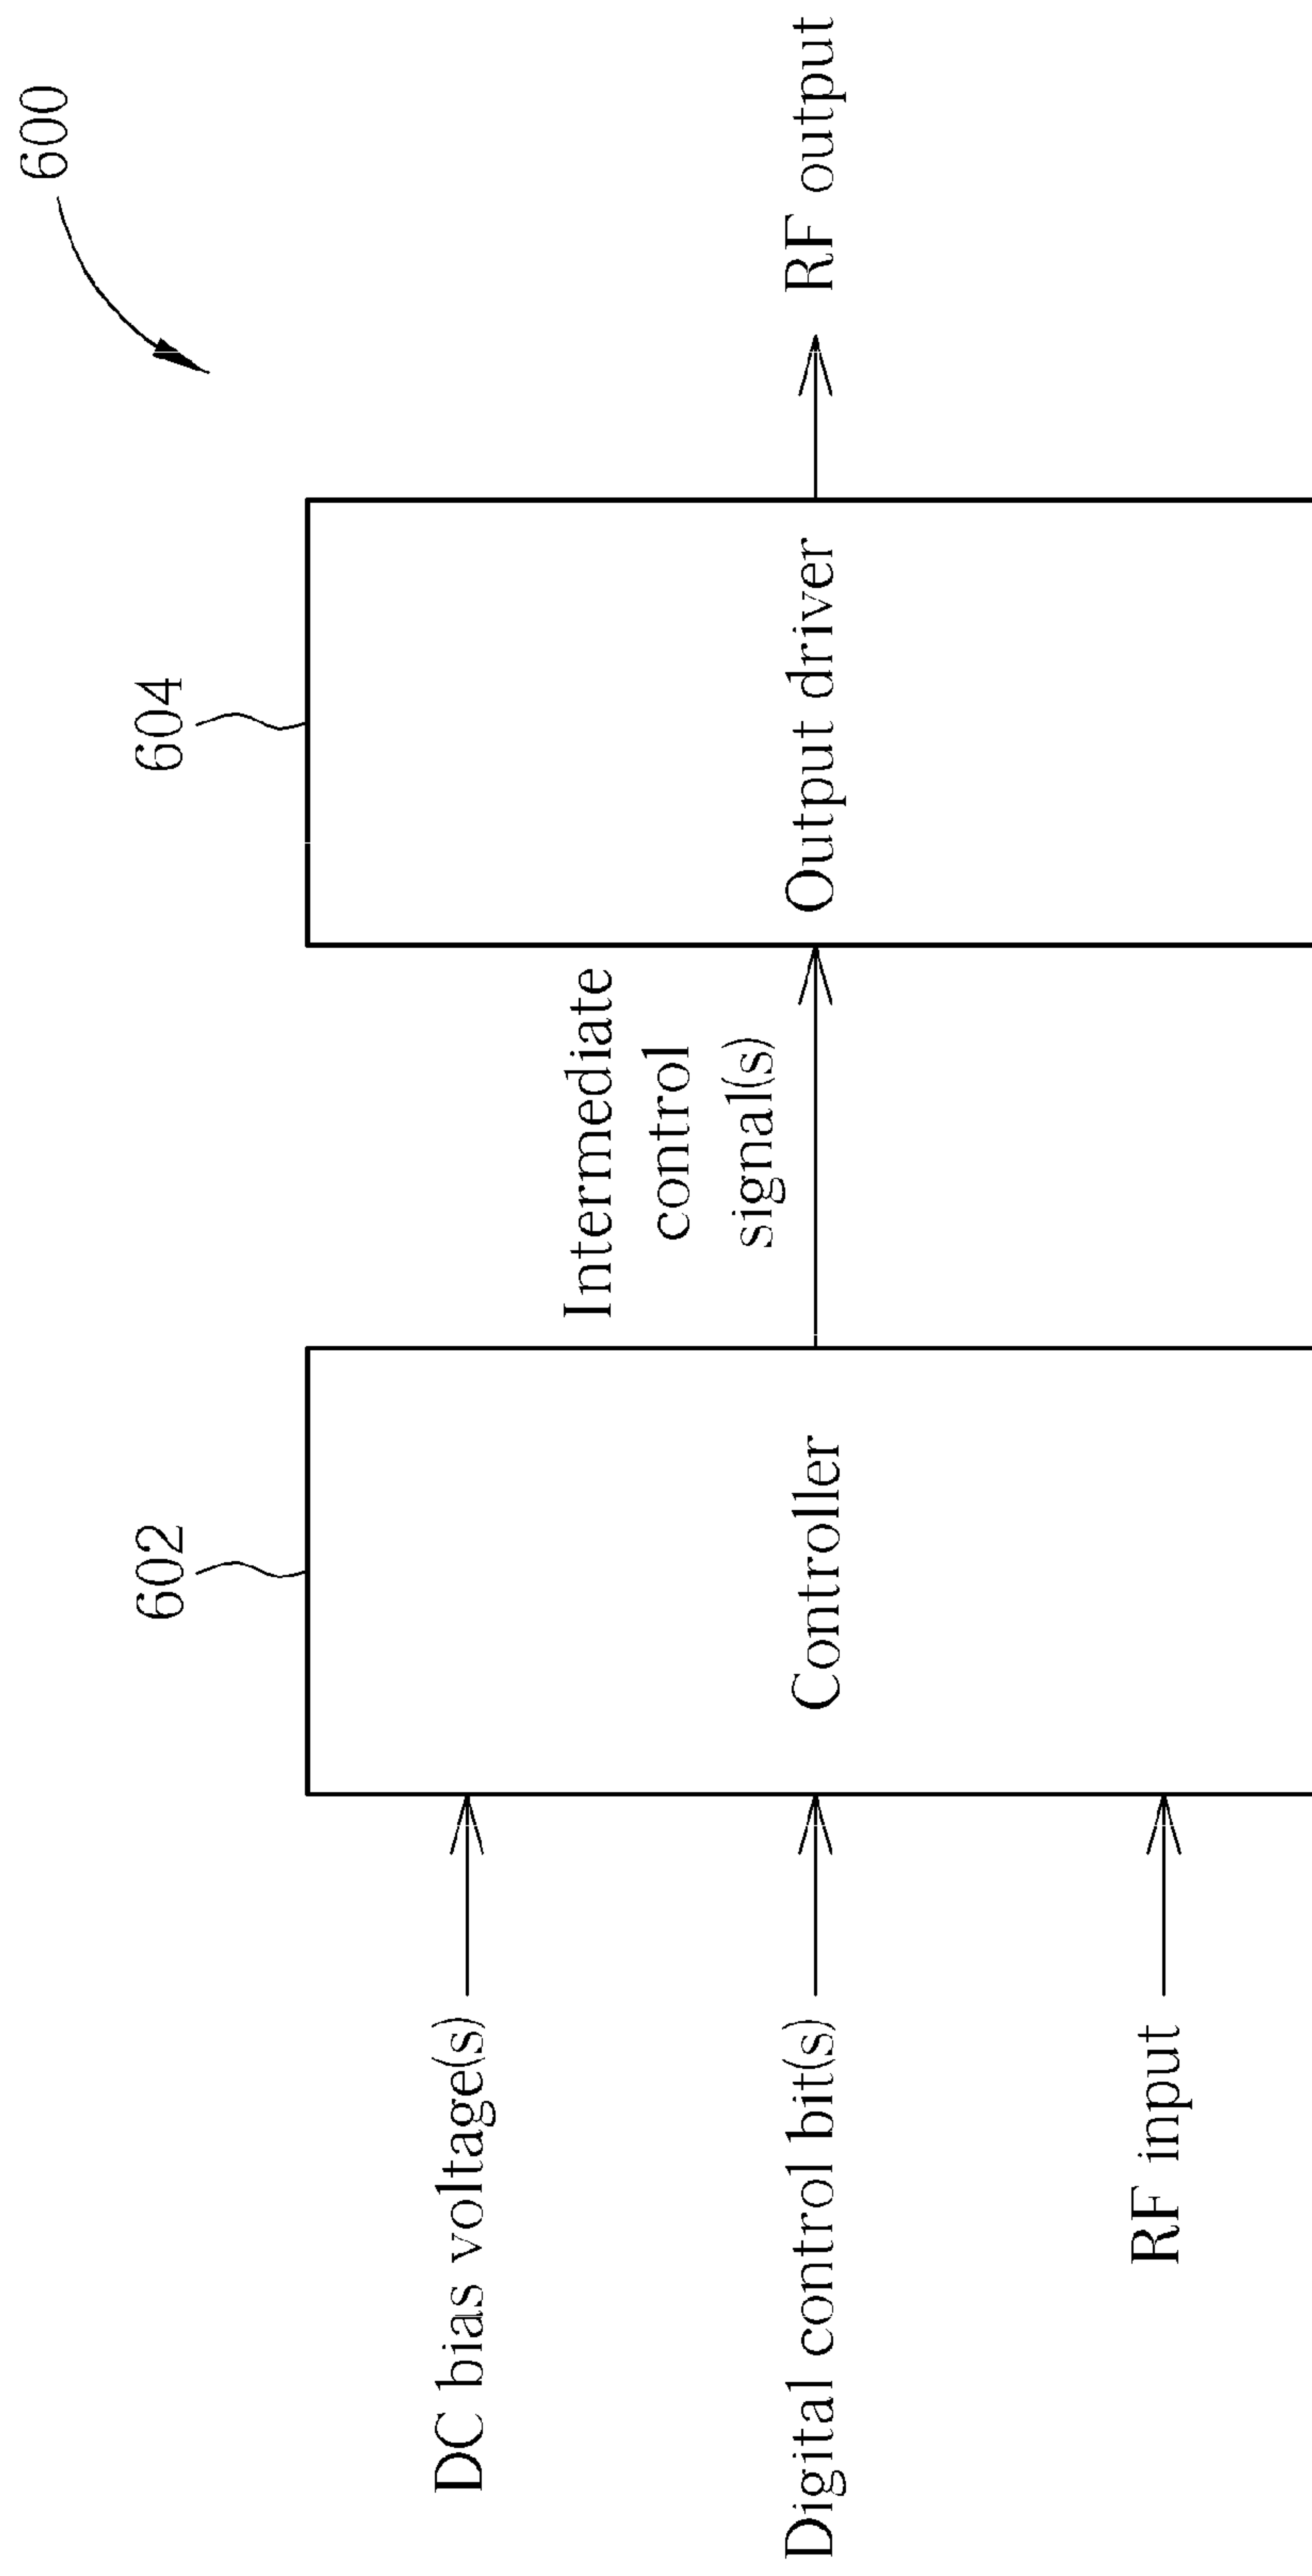 600
602
604
DC bias voltage(s)
Digital control bit(s)
RF input
Controller
Intermediate
control
signal(s)
Output driver
RF output